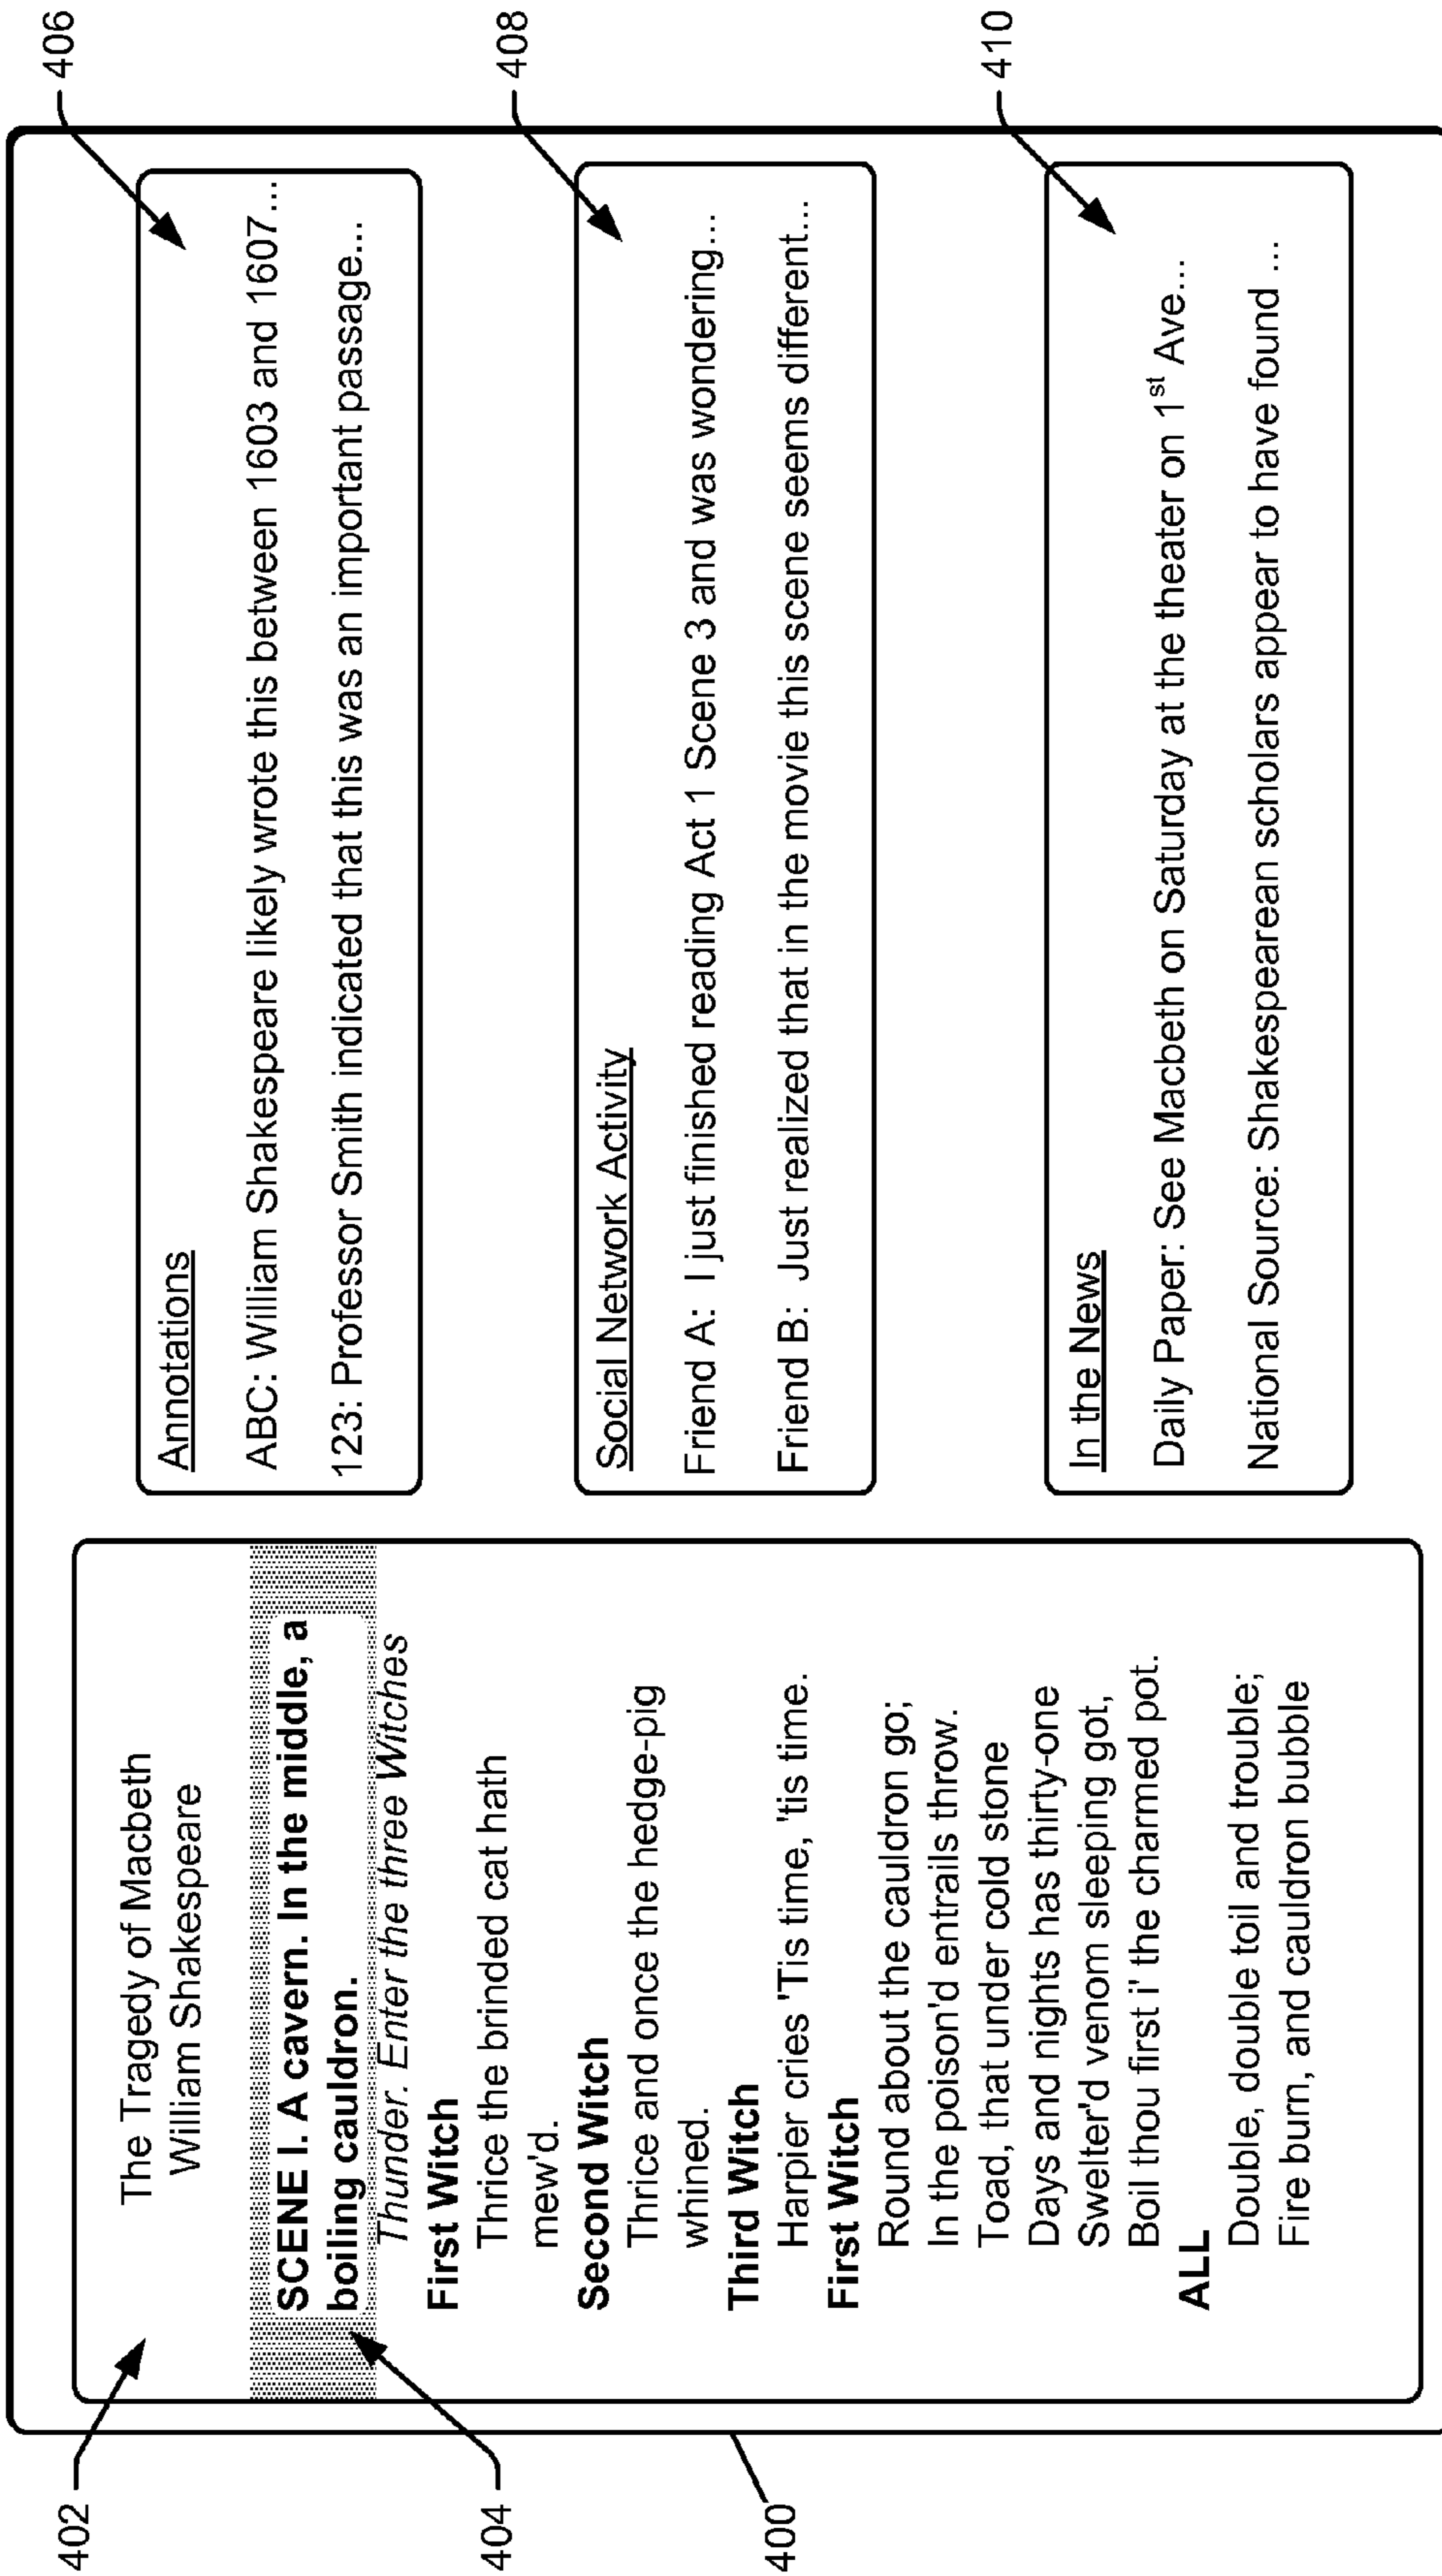 402
The Tragedy of Macbeth
William Shakespeare
404
SCENE I. A cavern. In the middle, a
boiling cauldron.
Thunder. Enter the three Witches
First Witch
Thrice the brinded cat hath
mew'd.
Second Witch
Thrice and once the hedge-pig
whined.
Third Witch
Harpier cries 'Tis time, 'tis time.
First Witch
Round about the cauldron go;
In the poison'd entrails throw.
Toad, that under cold stone
Days and nights has thirty-one
Swelter'd venom sleeping got,
Boil thou first i' the charmed pot.
ALL
Double, double toil and trouble;
Fire burn, and cauldron bubble
400
406
Annotations
ABC: William Shakespeare likely wrote this between 1603 and 1607...
123: Professor Smith indicated that this was an important passage...
408
Social Network Activity
Friend A: I just finished reading Act 1 Scene 3 and was wondering...
Friend B: Just realized that in the movie this scene seems different...
410
In the News
Daily Paper: See Macbeth on Saturday at the theater on 1st Ave...
National Source: Shakespearean scholars appear to have found ...